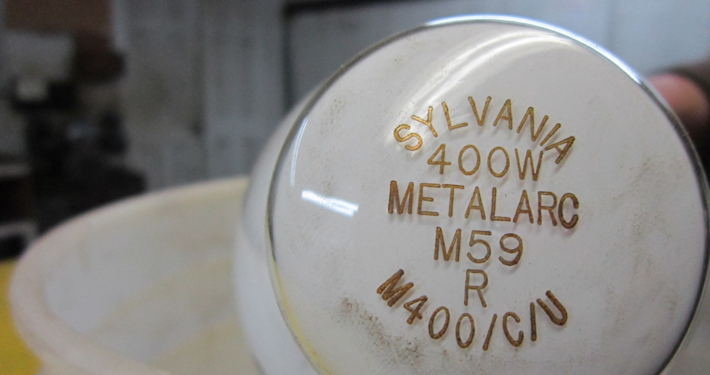 SYLVANIA
400W
METALARC
M59
R
M400/C/U